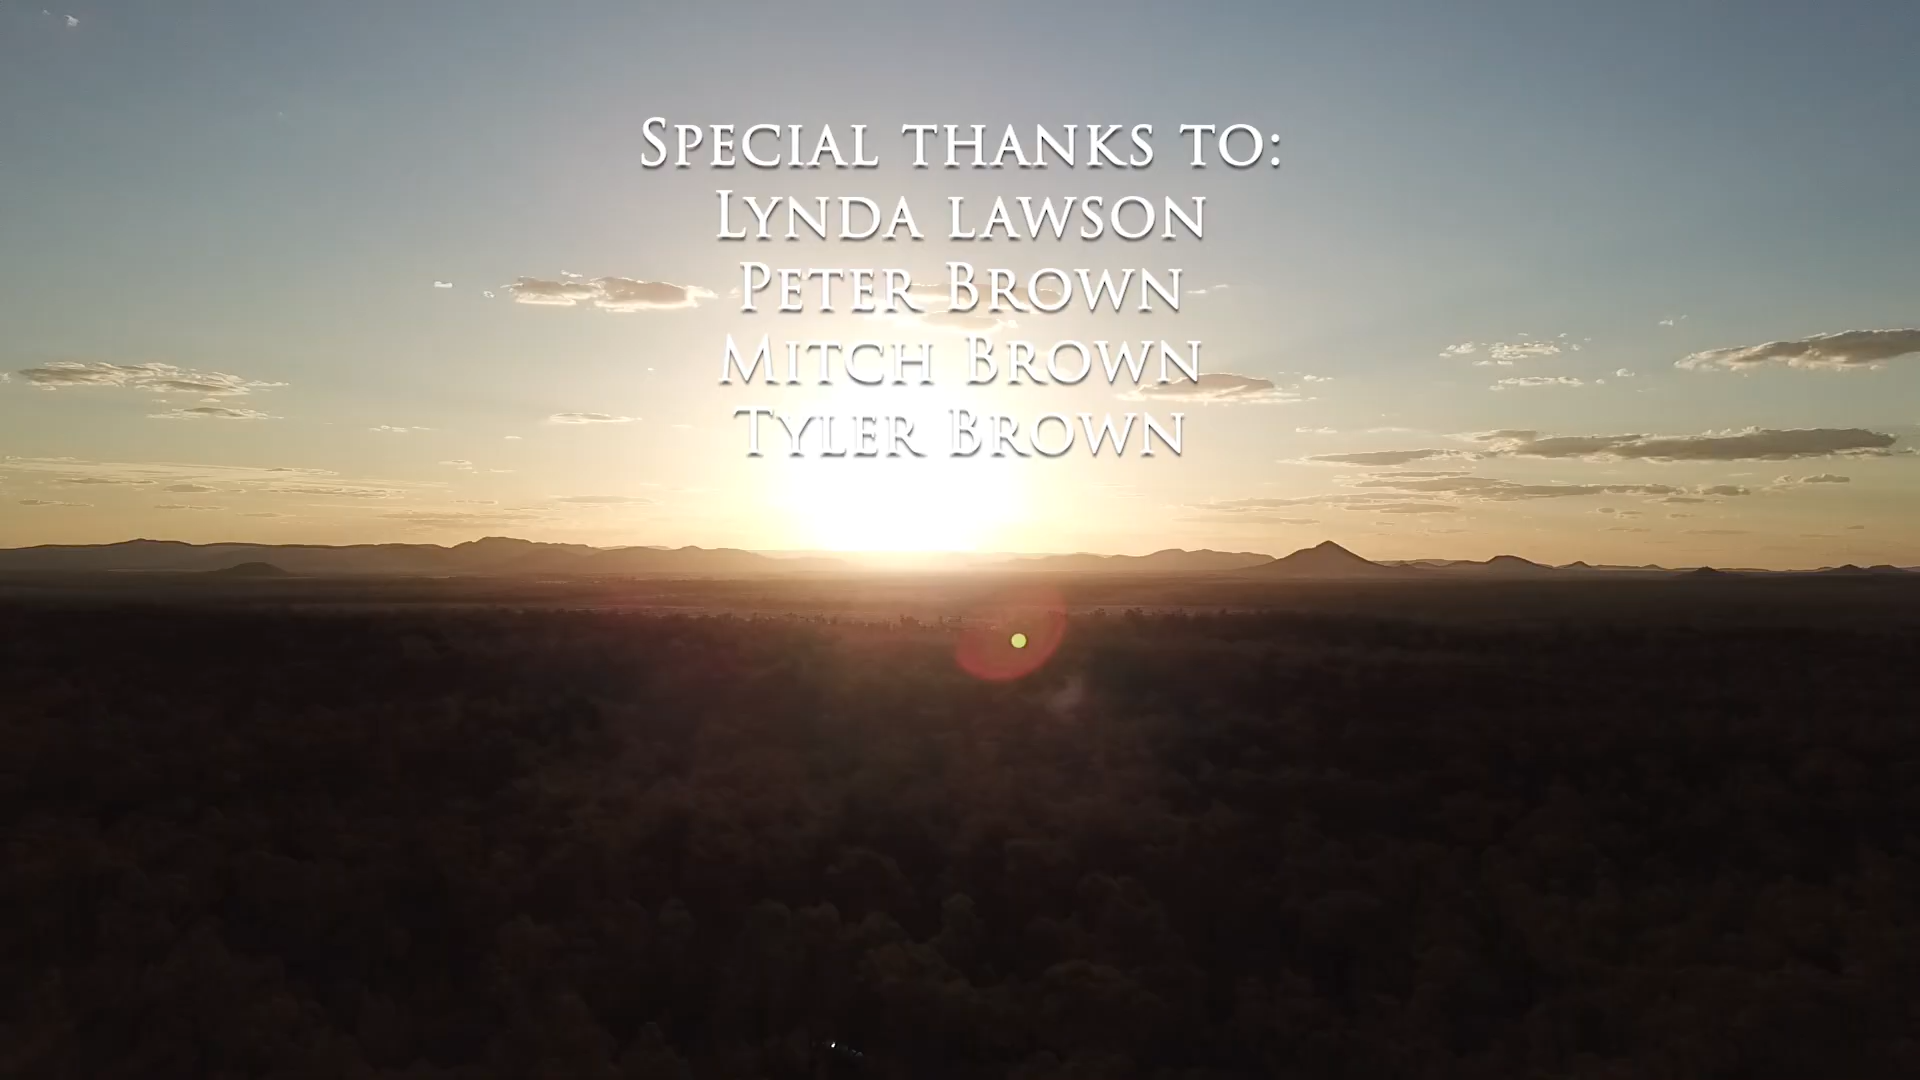 Special thanks to:
Lynda lawson
Peter Brown
Mitch Brown
Tyler Brown